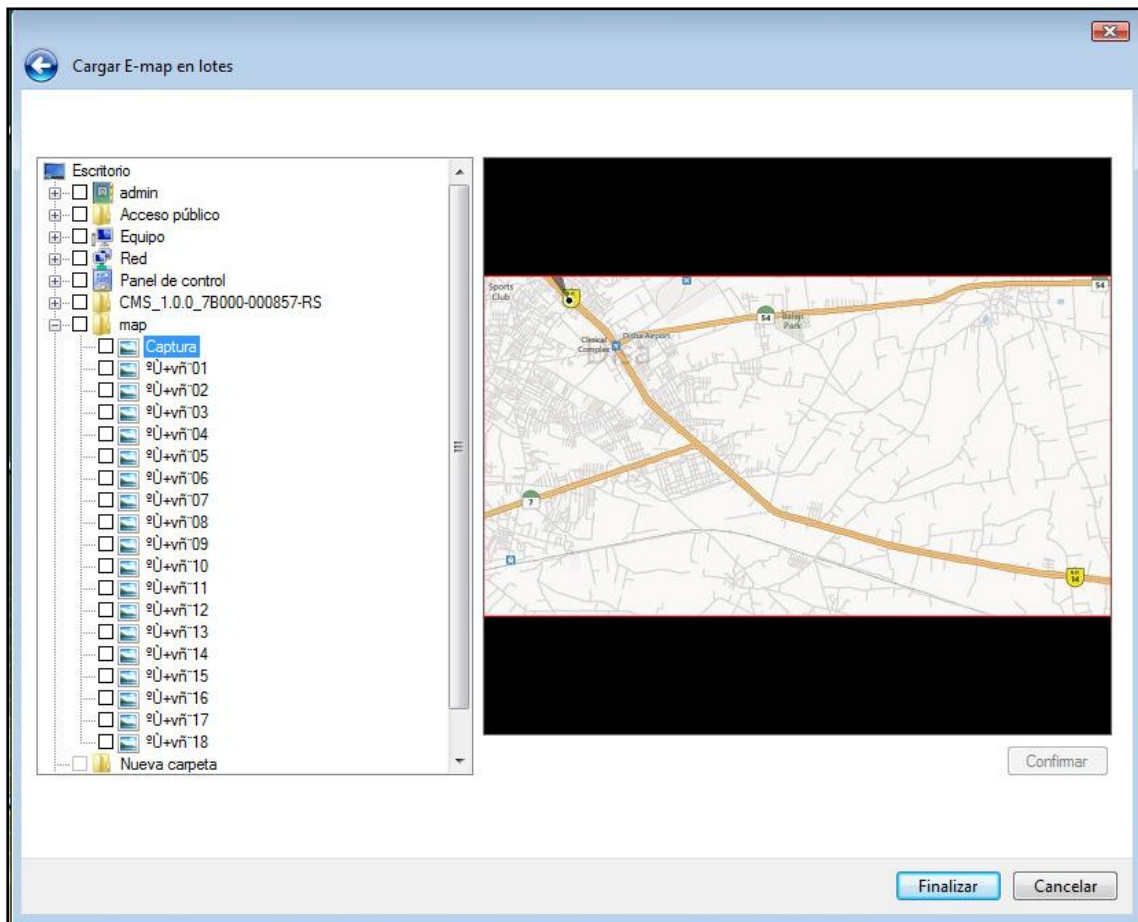 Cargar E-map en lotes
Escritorio
admin
Acceso público
Equipo
Red
Panel de control
CMS_1.0.0_7B000-000857-RS
map
Captura
ºÙ+vñ¨01
ºÙ+vñ¨02
ºÙ+vñ¨03
ºÙ+vñ¨04
ºÙ+vñ¨05
ºÙ+vñ¨06
ºÙ+vñ¨07
ºÙ+vñ¨08
ºÙ+vñ¨09
ºÙ+vñ¨10
ºÙ+vñ¨11
ºÙ+vñ¨12
ºÙ+vñ¨13
ºÙ+vñ¨14
ºÙ+vñ¨15
ºÙ+vñ¨16
ºÙ+vñ¨17
ºÙ+vñ¨18
Nueva carpeta
Sports
Club
54
54
Balaji
Park
Clinical
Complex
Airport
7
14
Confirmar
Finalizar
Cancelar